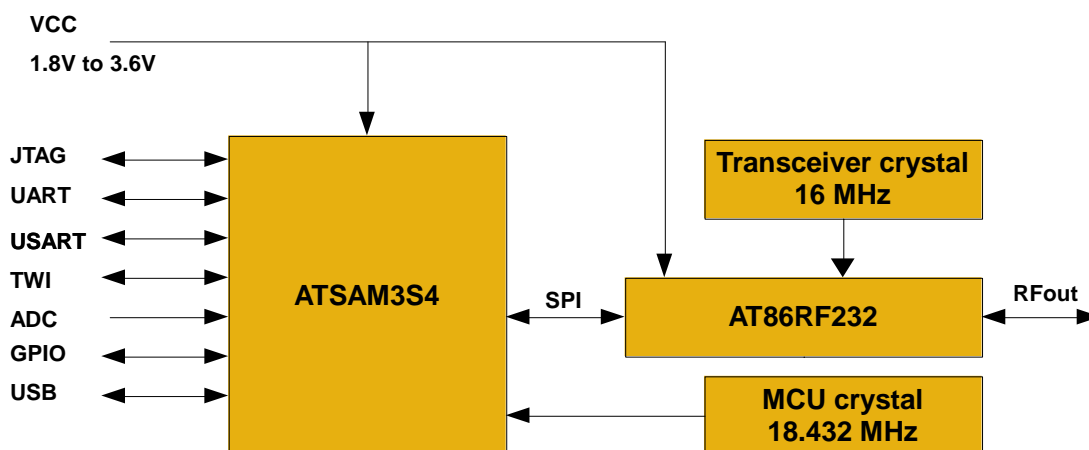 VCC
1.8V to 3.6V
JTAG
UART
USART
TWI
ADC
GPIO
USB
ATSAM3S4
SPI
Transceiver crystal
16 MHz
AT86RF232
RFout
MCU crystal
18.432 MHz